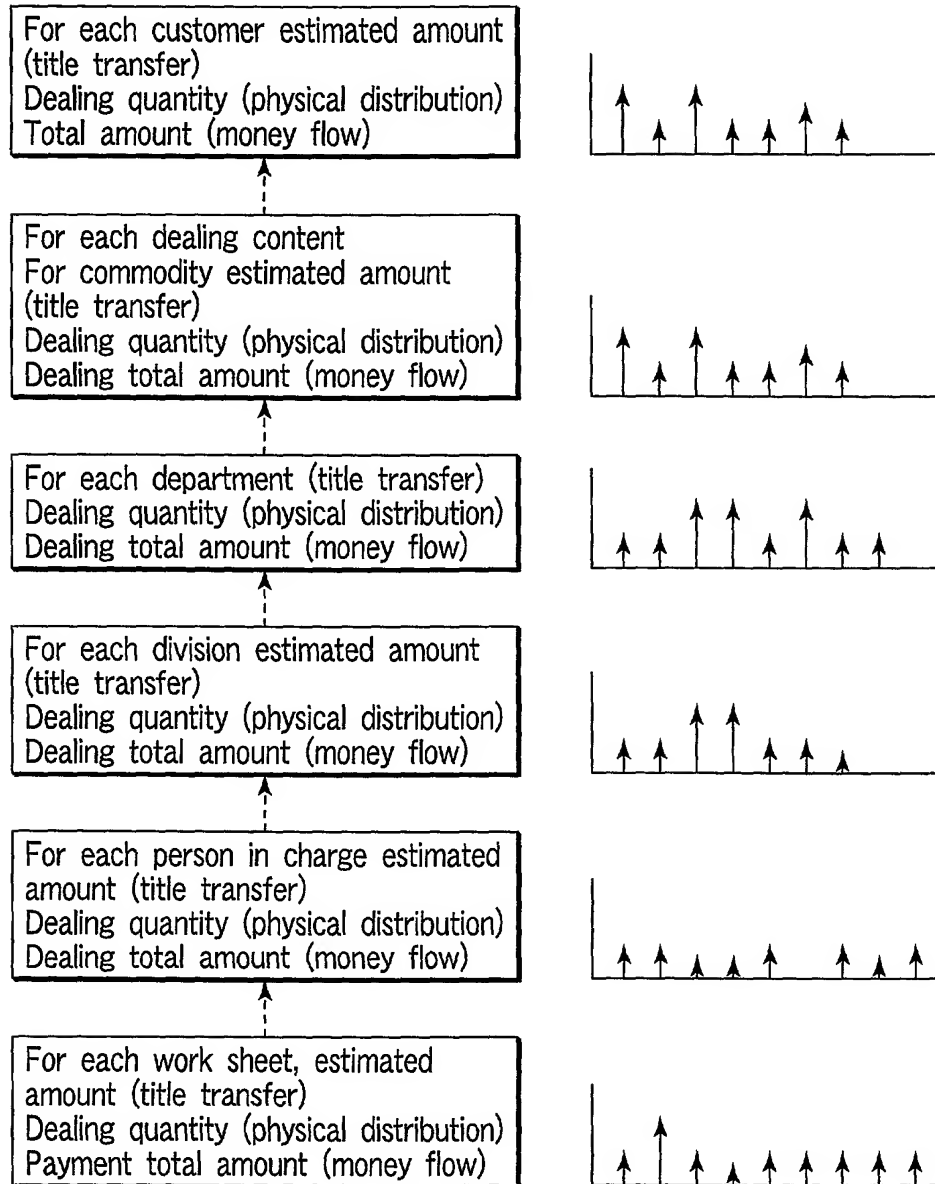 For each customer estimated amount
(title transfer)
Dealing quantity (physical distribution)
Total amount (money flow)
For each dealing content
For commodity estimated amount
(title transfer)
Dealing quantity (physical distribution)
Dealing total amount (money flow)
For each department (title transfer)
Dealing quantity (physical distribution)
Dealing total amount (money flow)
For each division estimated amount
(title transfer)
Dealing quantity (physical distribution)
Dealing total amount (money flow)
For each person in charge estimated
amount (title transfer)
Dealing quantity (physical distribution)
Dealing total amount (money flow)
For each work sheet, estimated
amount (title transfer)
Dealing quantity (physical distribution)
Payment total amount (money flow)